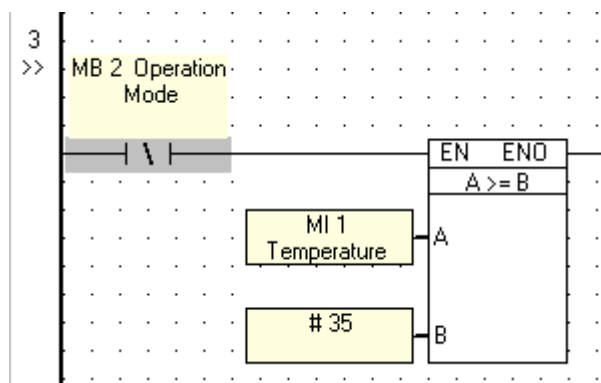 3
>>
MB 2 Operation
Mode
EN ENO
A >= B
MI 1
Temperature
A
# 35
B